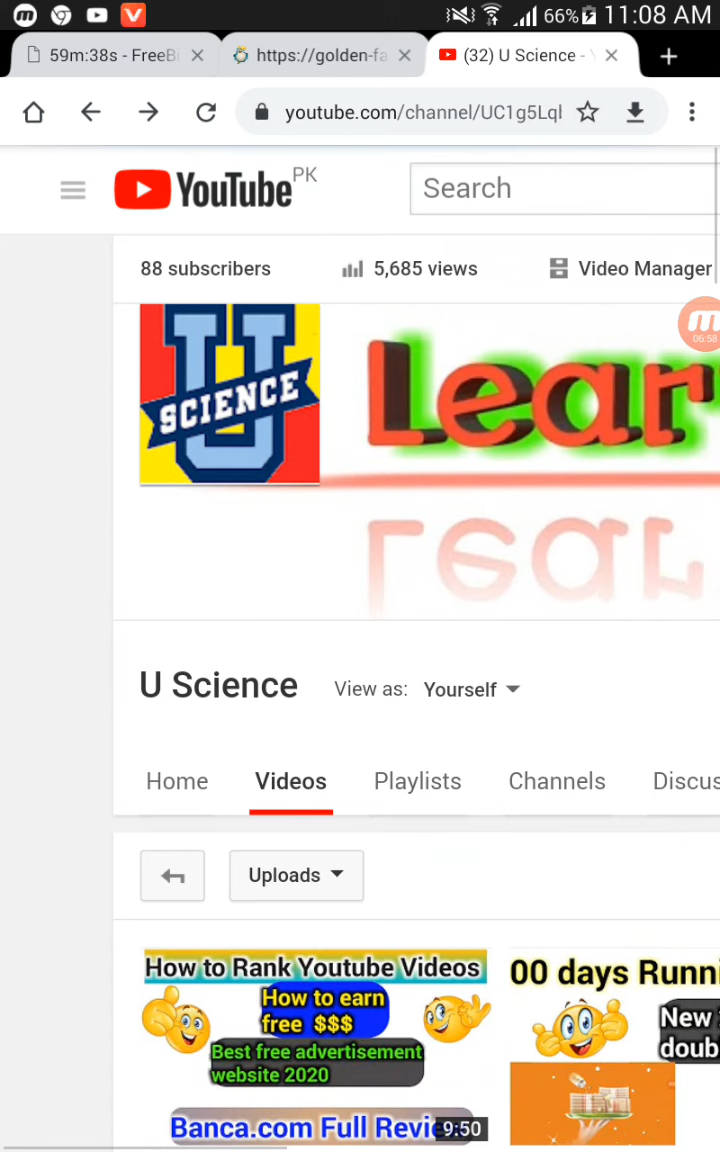 66% 11:08 AM
59m:38s - FreeBi
https://golden-fa
(32) U Science - Y
youtube.com/channel/UC1g5Lql
YouTube PK
Search
88 subscribers
5,685 views
Video Manager
06:58
U
SCIENCE
Lear
U Science
View as: Yourself
Home
Videos
Playlists
Channels
Discus
Uploads
How to Rank Youtube Videos
How to earn
free $$$
Best free advertisement
website 2020
Banca.com Full Revie
9:50
00 days Runni
New
doub